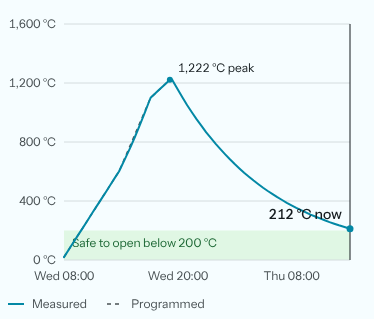 1,600 °C
1,222 °C peak
1,200 °C
800 °C
400 °C
212 °C now
Safe to open below 200 °C
0 °C
Wed 08:00 Wed 20:00 Thu 08:00
Measured Programmed